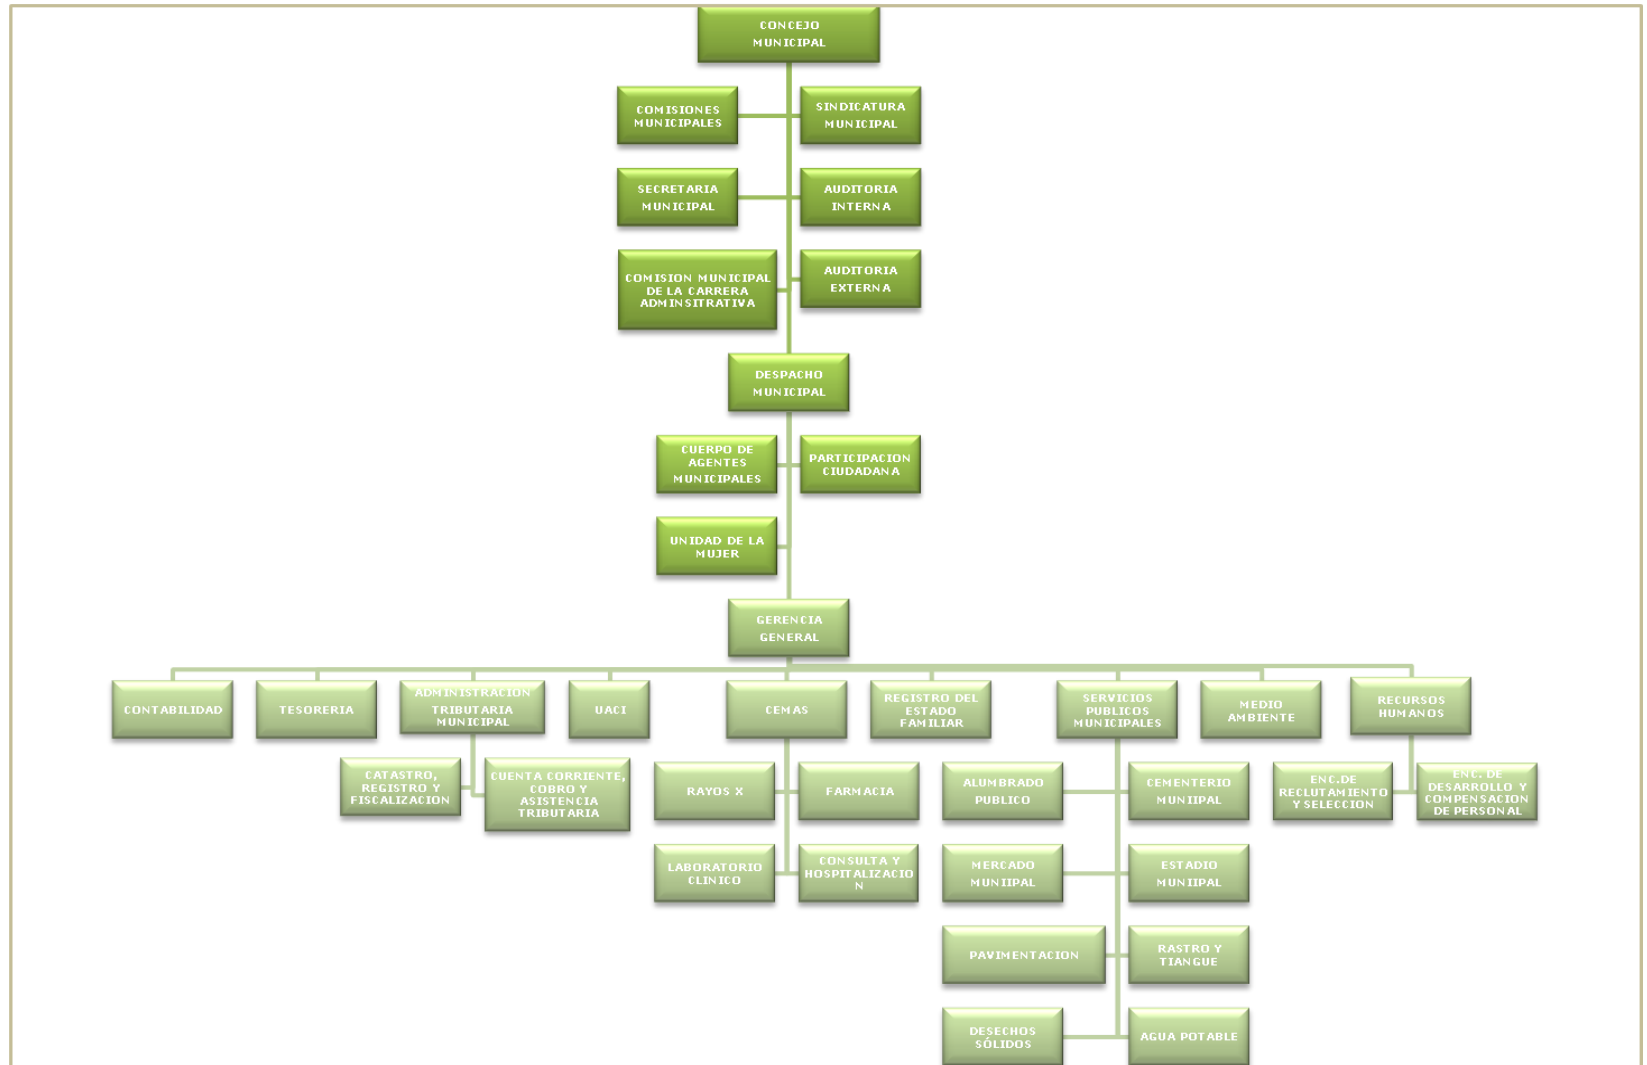 CONCEJO
MUNICIPAL
COMISIONES
MUNICIPALES
SINDICATURA
MUNICIPAL
SECRETARIA
MUNICIPAL
AUDITORIA
INTERNA
COMISION MUNICIPAL
DE LA CARRERA
ADMINSITRATIVA
AUDITORIA
EXTERNA
DESPACHO
MUNICIPAL
CUERPO DE
AGENTES
MUNICIPALES
PARTICIPACION
CIUDADANA
UNIDAD DE LA
MUJER
GERENCIA
GENERAL
CONTABILIDAD
TESORERIA
ADMINISTRACION
TRIBUTARIA
MUNICIPAL
UACI
CEMAS
REGISTRO DEL
ESTADO
FAMILIAR
SERVICIOS
PUBLICOS
MUNICIPALES
MEDIO
AMBIENTE
RECURSOS
HUMANOS
CATASTRO,
REGISTRO Y
FISCALIZACION
CUENTA CORRIENTE,
COBRO Y
ASISTENCIA
TRIBUTARIA
RAYOS X
FARMACIA
ALUMBRADO
PUBLICO
CEMENTERIO
MUNIIPAL
ENC.DE
RECLUTAMIENTO
Y SELECCION
ENC. DE
DESARROLLO Y
COMPENSACION
DE PERSONAL
LABORATORIO
CLINICO
CONSULTA Y
HOSPITALIZACIO
N
MERCADO
MUNIIPAL
ESTADIO
MUNIIPAL
PAVIMENTACION
RASTRO Y
TIANGUE
DESECHOS
SÓLIDOS
AGUA POTABLE